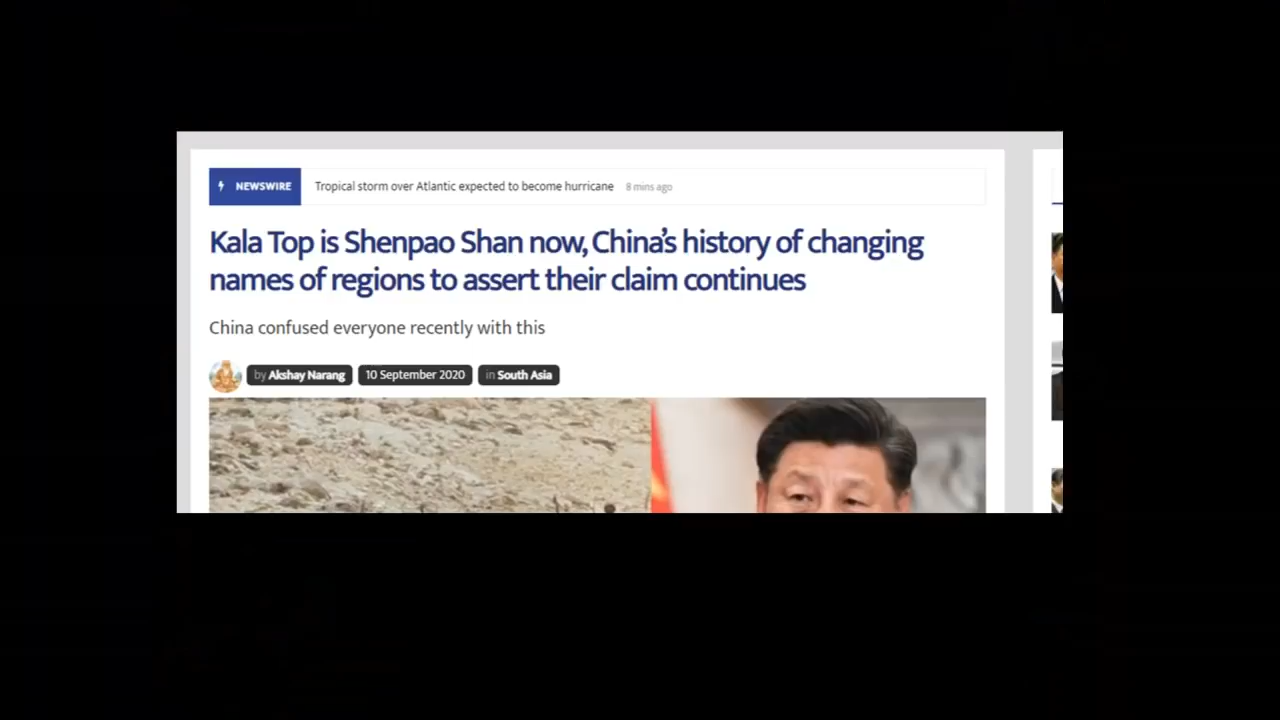 NEWSWIRE Tropical storm over Atlantic expected to become hurricane 8 mins ago
Kala Top is Shenpao Shan now, China's history of changing
names of regions to assert their claim continues
China confused everyone recently with this
by Akshay Narang 10 September 2020 in South Asia